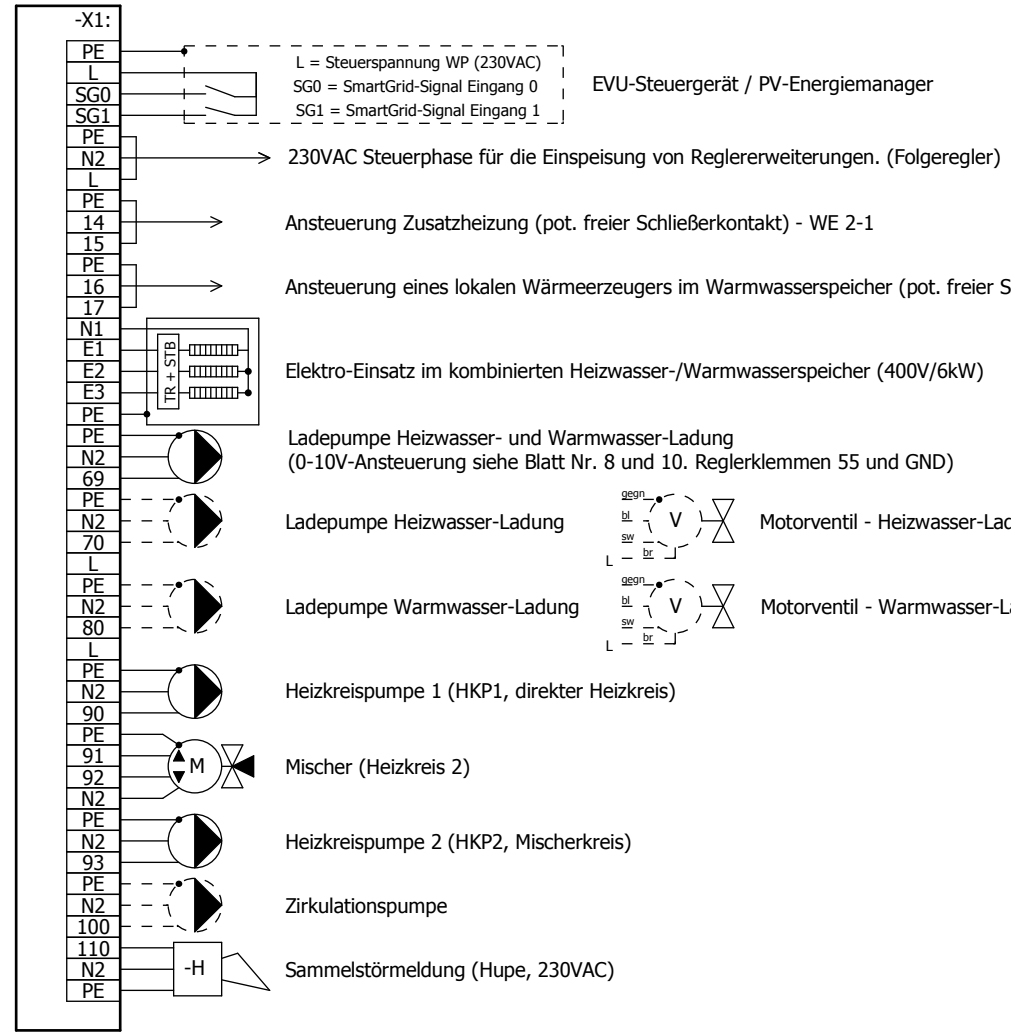 -X1:
PE
L
SG0
SG1
L = Steuerspannung WP (230VAC)
SG0 = SmartGrid-Signal Eingang 0
SG1 = SmartGrid-Signal Eingang 1
EVU-Steuergerät / PV-Energiemanager
PE
N2
L
230VAC Steuerphase für die Einspeisung von Reglererweiterungen. (Folgeregler)
PE
14
15
Ansteuerung Zusatzheizung (pot. freier Schließerkontakt) - WE 2-1
PE
16
17
Ansteuerung eines lokalen Wärmeerzeugers im Warmwasserspeicher (pot. freier S
N1
E1
E2
E3
PE
TR + STB
Elektro-Einsatz im kombinierten Heizwasser-/Warmwasserspeicher (400V/6kW)
PE
N2
69
Ladepumpe Heizwasser- und Warmwasser-Ladung
(0-10V-Ansteuerung siehe Blatt Nr. 8 und 10. Reglerklemmen 55 und GND)
PE
N2
70
L
Ladepumpe Heizwasser-Ladung
gegn
bl
sw
L
br
V
Motorventil - Heizwasser-Lad
PE
N2
80
L
Ladepumpe Warmwasser-Ladung
gegn
bl
sw
L
br
V
Motorventil - Warmwasser-La
PE
N2
90
Heizkreispumpe 1 (HKP1, direkter Heizkreis)
PE
91
92
N2
M
Mischer (Heizkreis 2)
PE
N2
93
Heizkreispumpe 2 (HKP2, Mischerkreis)
PE
N2
100
Zirkulationspumpe
110
N2
PE
-H
Sammelstörmeldung (Hupe, 230VAC)